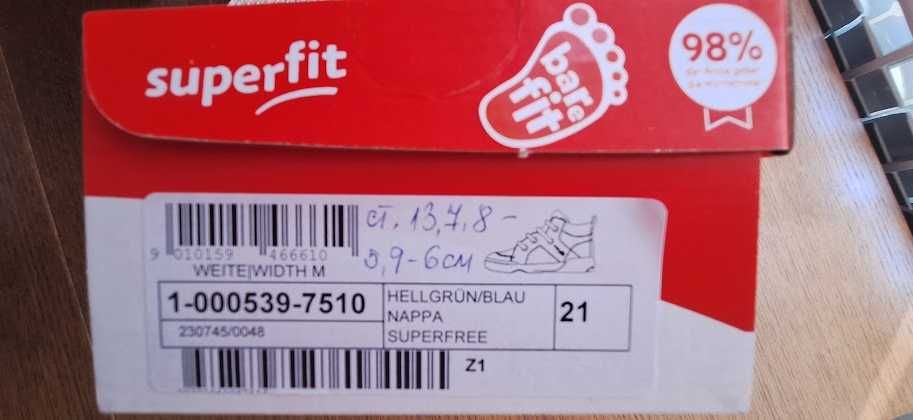 superfit
bare
fit
98%
9 010159 466610
ст. 13,7,8 -
5,9-6см
WEITE|WIDTH M
1-000539-7510
HELLGRÜN/BLAU
NAPPA
SUPERFREE
21
230745/0048
Z1